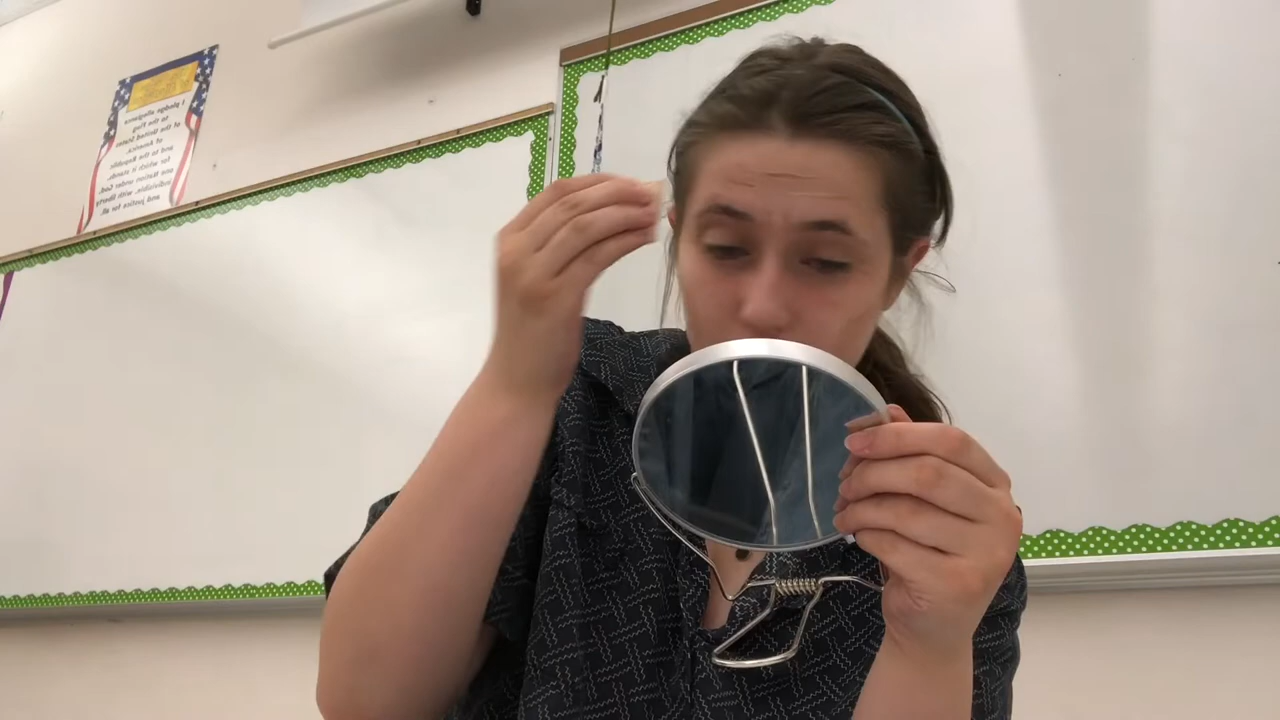 I pledge allegiance
to the Flag
of the United States
of America,
and to the Republic
for which it stands,
one Nation under God,
indivisible, with liberty
and justice for all.